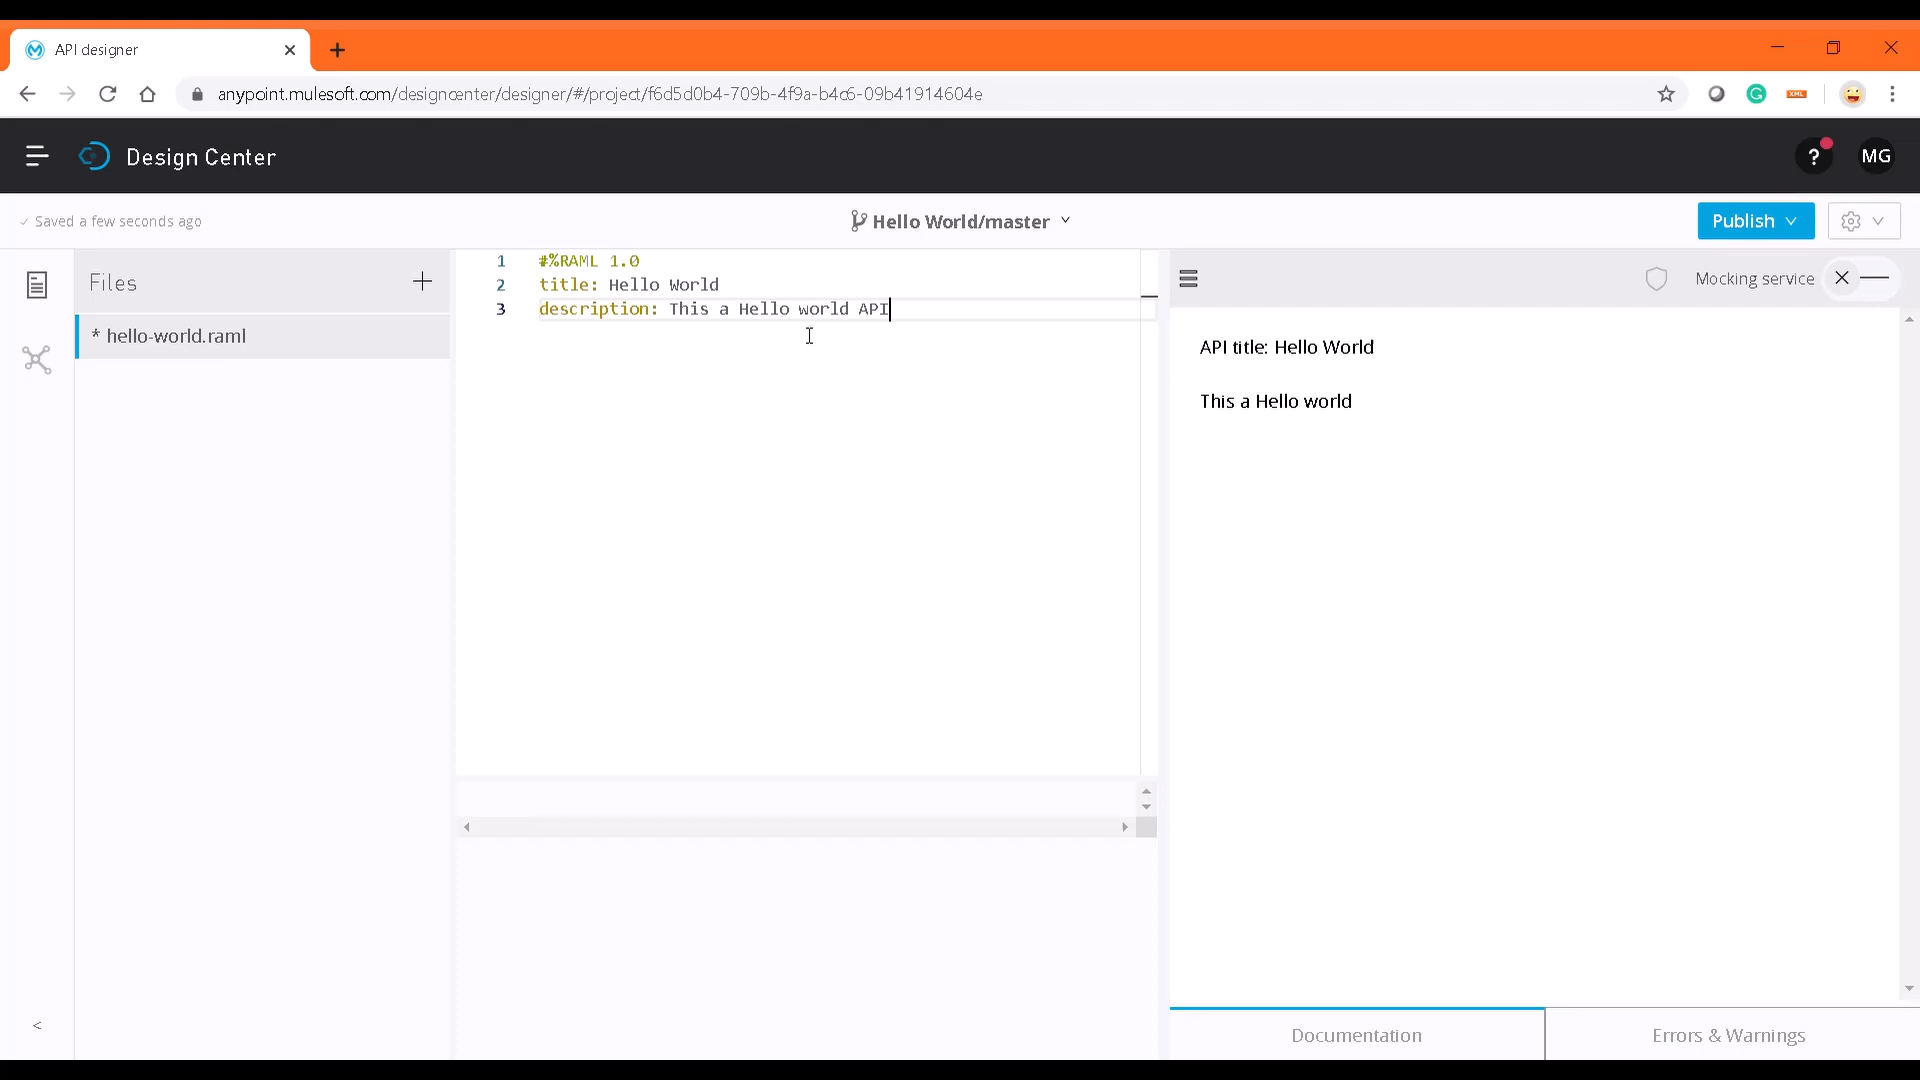 API designer
anypoint.mulesoft.com/designcenter/designer/#/project/f6d5d0b4-709b-4f9a-b4c6-09b41914604e
XML
Design Center
?
MG
Saved a few seconds ago
Hello World/master
Publish
Files
* hello-world.raml
1 #%RAML 1.0
2 title: Hello World
3 description: This a Hello world API
Mocking service
API title: Hello World
This a Hello world
Documentation
Errors & Warnings